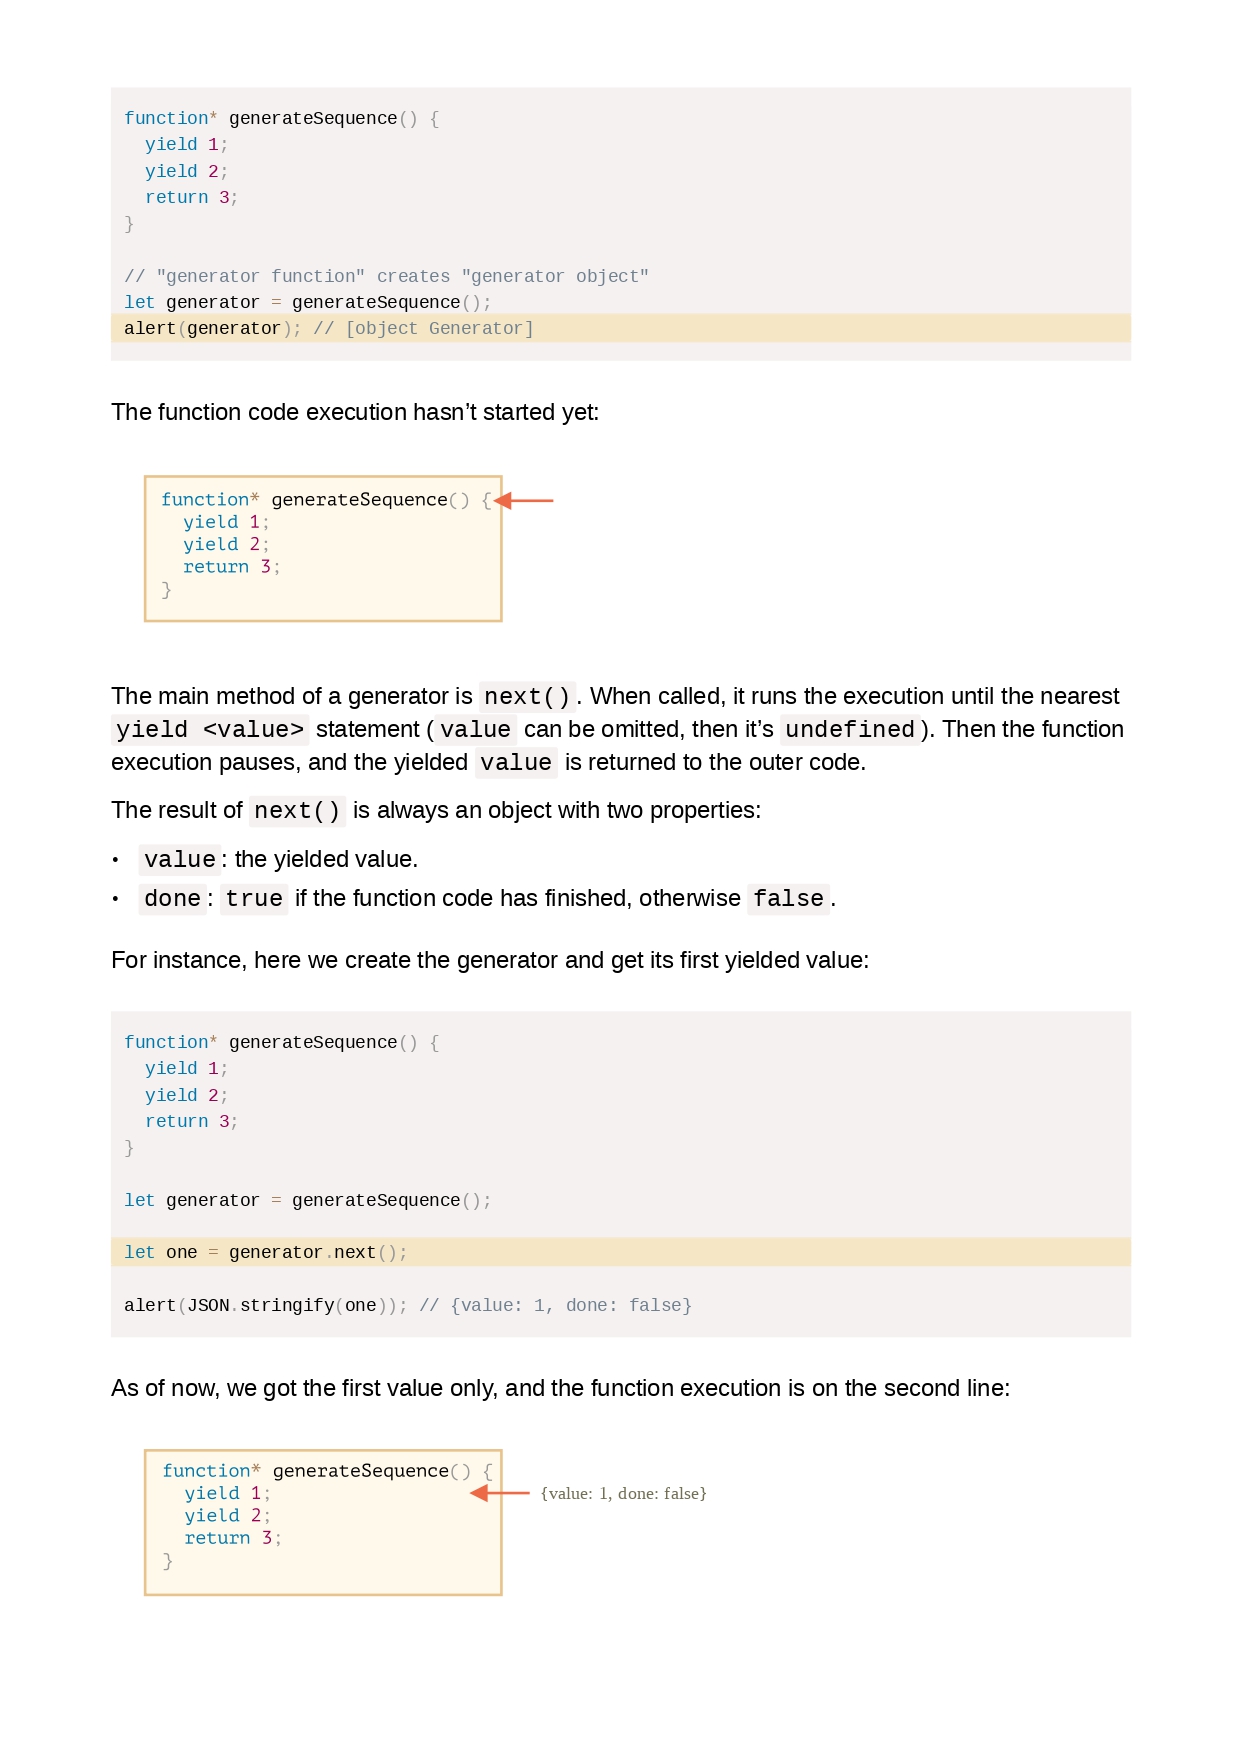 function* generateSequence() {
  yield 1;
  yield 2;
  return 3;
}
// "generator function" creates "generator object"
let generator = generateSequence();
alert(generator); // [object Generator]
The function code execution hasn’t started yet:
function* generateSequence() {
  yield 1;
  yield 2;
  return 3;
}
The main method of a generator is next(). When called, it runs the execution until the nearest
yield <value> statement (value can be omitted, then it’s undefined). Then the function
execution pauses, and the yielded value is returned to the outer code.
The result of next() is always an object with two properties:
• value: the yielded value.
• done: true if the function code has finished, otherwise false.
For instance, here we create the generator and get its first yielded value:
function* generateSequence() {
  yield 1;
  yield 2;
  return 3;
}
let generator = generateSequence();
let one = generator.next();
alert(JSON.stringify(one)); // {value: 1, done: false}
As of now, we got the first value only, and the function execution is on the second line:
function* generateSequence() {
  yield 1; {value: 1, done: false}
  yield 2;
  return 3;
}